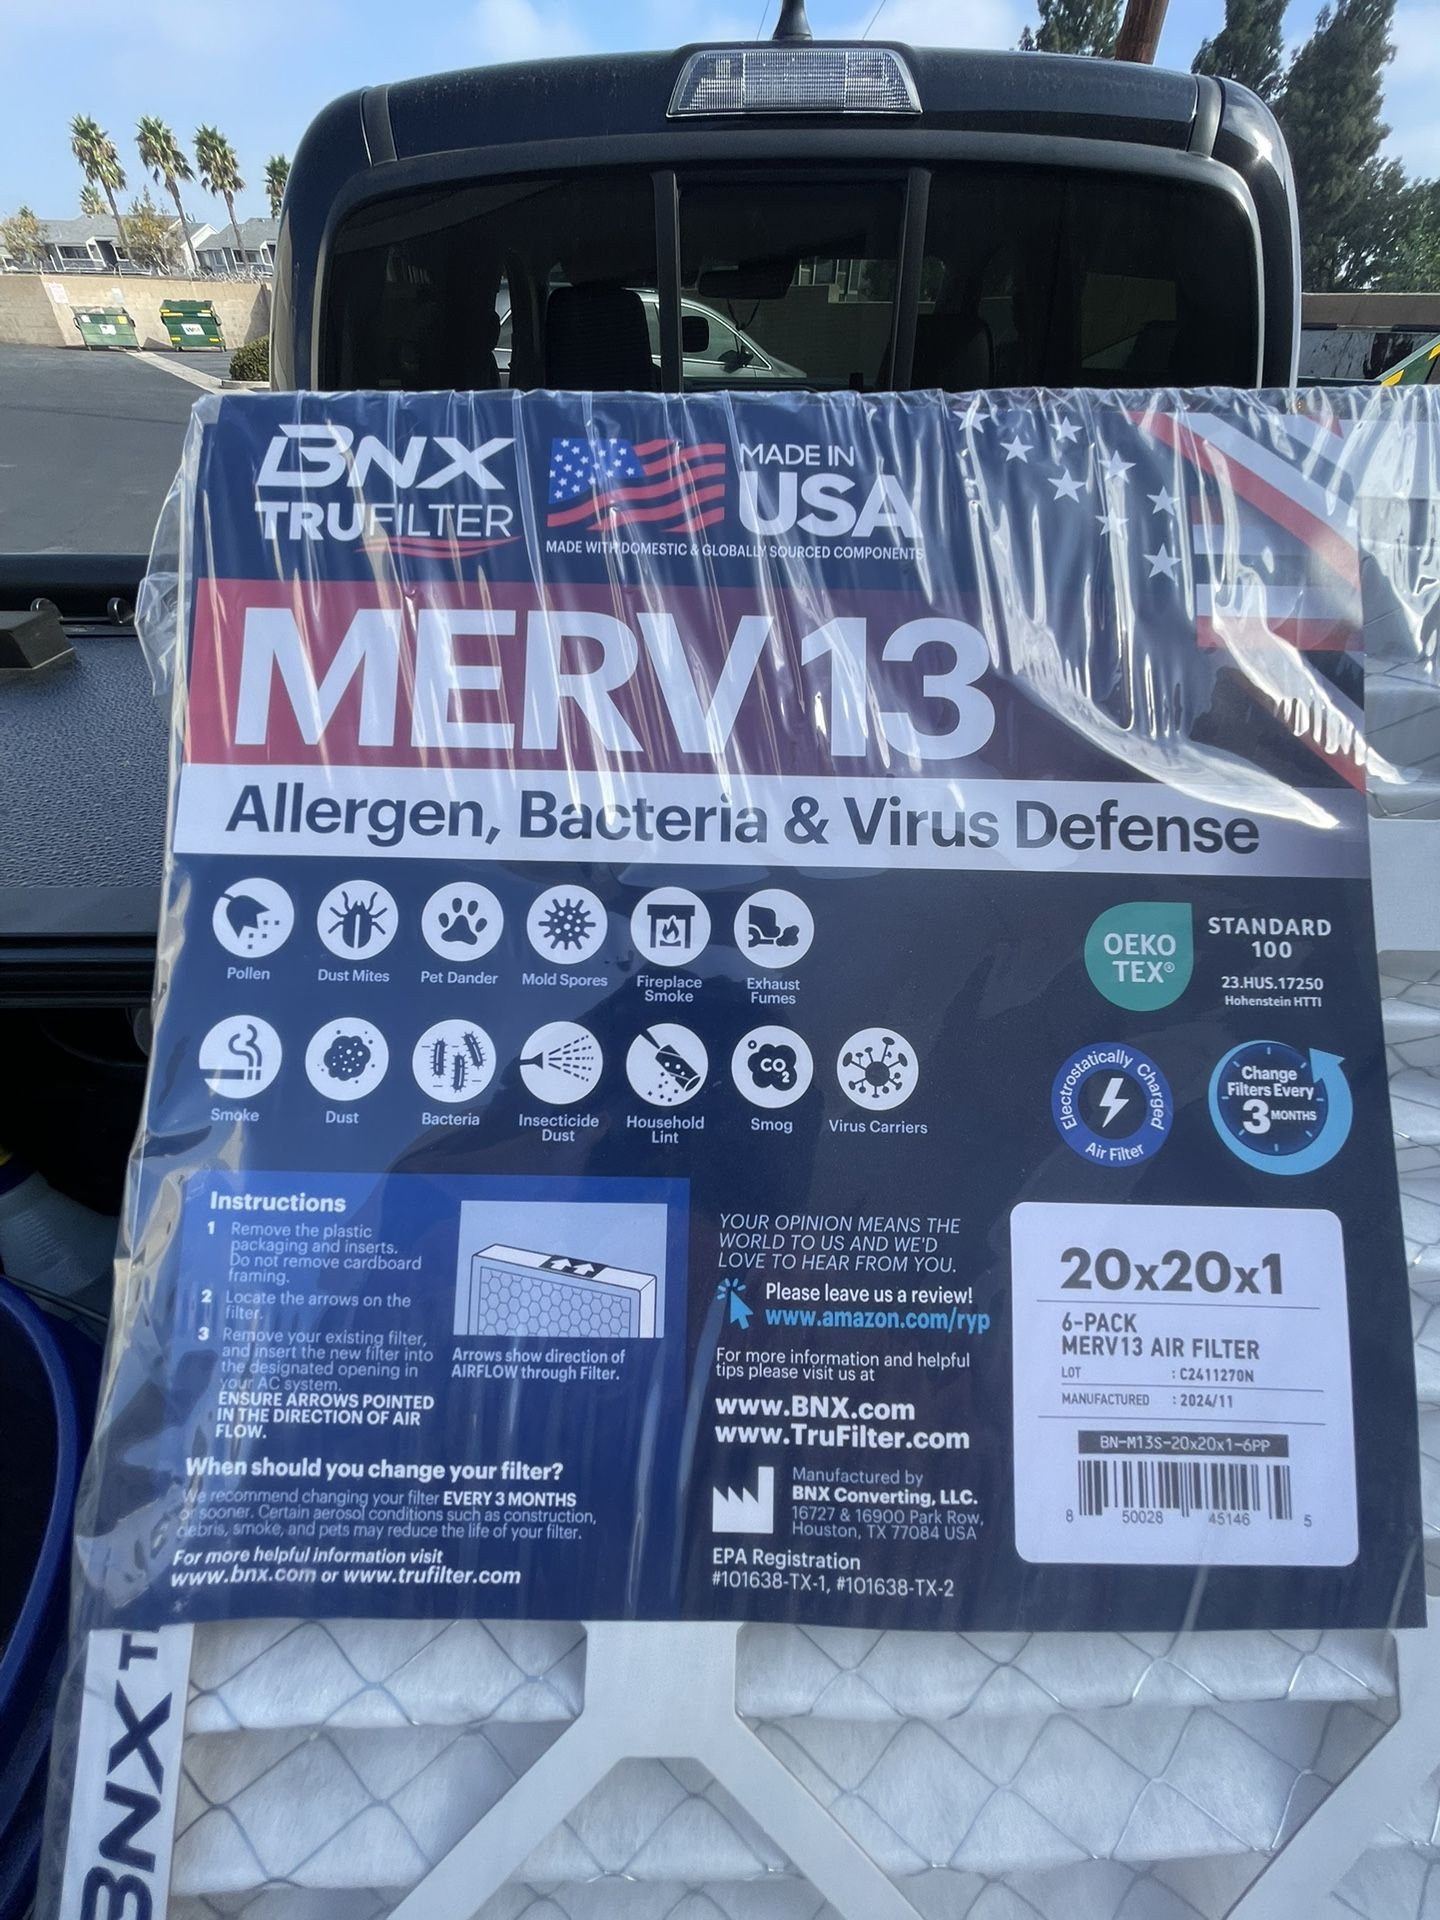 BNX
TRUFILTER
MADE IN
USA
MADE WITH DOMESTIC & GLOBALLY SOURCED COMPONENTS
MERV 13
Allergen, Bacteria & Virus Defense
Pollen
Dust Mites
Pet Dander
Mold Spores
Fireplace
Smoke
Exhaust
Fumes
OEKO
TEX®
STANDARD
100
23.HUS.17250
Hohenstein HTTI
Smoke
Dust
Bacteria
Insecticide
Dust
Household
Lint
CO2
Smog
Virus Carriers
Electrostatically Charged
Air Filter
Change
Filters Every
3 MONTHS
Instructions
1 Remove the plastic
packaging and inserts.
Do not remove cardboard
framing.
2 Locate the arrows on the
filter.
3 Remove your existing filter,
and insert the new filter into
the designated opening in
your AC system.
ENSURE ARROWS POINTED
IN THE DIRECTION OF AIR
FLOW.
Arrows show direction of
AIRFLOW through Filter.
When should you change your filter?
We recommend changing your filter EVERY 3 MONTHS
or sooner. Certain aerosol conditions such as construction,
debris, smoke, and pets may reduce the life of your filter.
For more helpful information visit
www.bnx.com or www.trufilter.com
YOUR OPINION MEANS THE
WORLD TO US AND WE'D
LOVE TO HEAR FROM YOU.
Please leave us a review!
www.amazon.com/ryp
For more information and helpful
tips please visit us at
www.BNX.com
www.TruFilter.com
Manufactured by
BNX Converting, LLC.
16727 & 16900 Park Row,
Houston, TX 77084 USA
EPA Registration
#101638-TX-1, #101638-TX-2
20x20x1
6-PACK
MERV13 AIR FILTER
LOT : C2411270N
MANUFACTURED : 2024/11
BN-M13S-20x20x1-6PP
8 50028 45146 5
BNX T